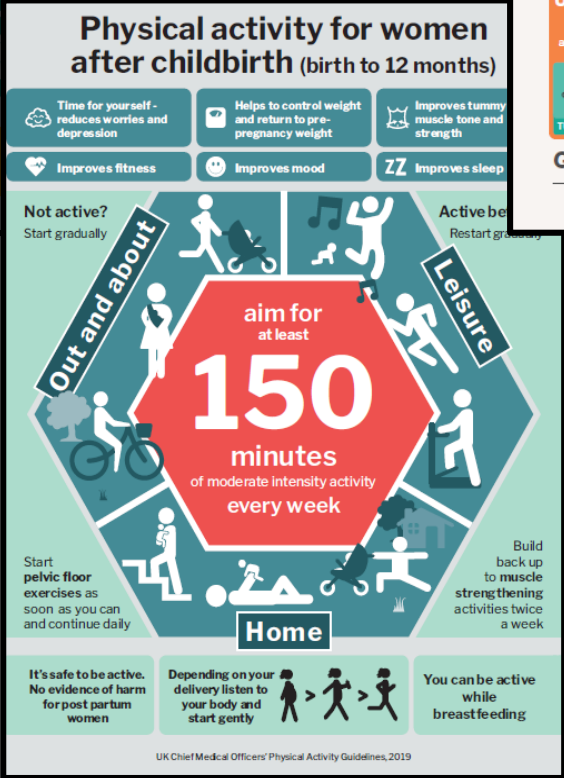 Physical activity for women
after childbirth (birth to 12 months)
Time for yourself -
reduces worries and
depression
Helps to control weight
and return to pre-
pregnancy weight
Improves tummy
muscle tone and
strength
Improves fitness
Improves mood
ZZ Improves sleep
Not active?
Start gradually
Active
Restart
Out and about
Leisure
aim for
at least
150
minutes
of moderate intensity activity
every week
Start
pelvic floor
exercises as
soon as you can
and continue daily
Build
back up
to muscle
strengthening
activities twice
a week
Home
It's safe to be active.
No evidence of harm
for post partum
women
Depending on your
delivery listen to
your body and
start gently
> >
You can be active
while
breastfeeding
UK Chief Medical Officers' Physical Activity Guidelines, 2019